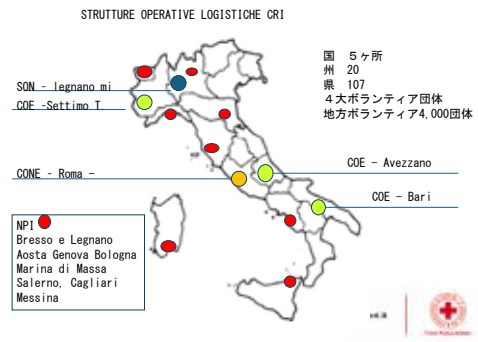 STRUTTURE OPERATIVE LOGISTICHE CRI
国　５ヶ所
州　20
県　107
４大ボランティア団体
地方ボランティア4,000団体
SON - legnano mi
COE -Settimo T.
COE - Avezzano
CONE - Roma -
COE - Bari
NPI
Bresso e Legnano
Aosta Genova Bologna
Marina di Massa
Salerno, Cagliari
Messina